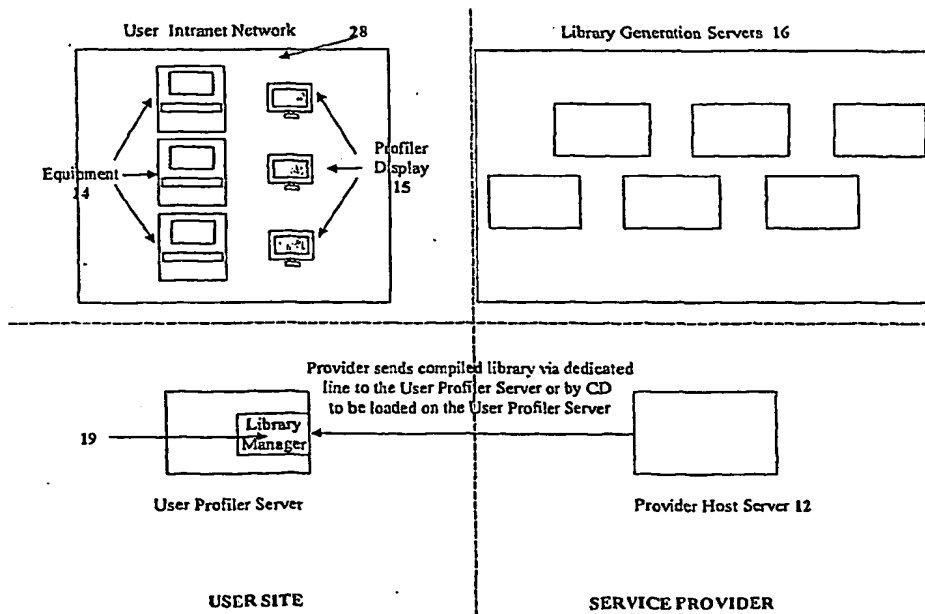 User Intranet Network
28
Library Generation Servers 16
Equipment
14
Profiler
Display
15
Provider sends compiled library via dedicated
line to the User Profiler Server or by CD
to be loaded on the User Profiler Server
19
Library
Manager
User Profiler Server
Provider Host Server 12
USER SITE
SERVICE PROVIDER